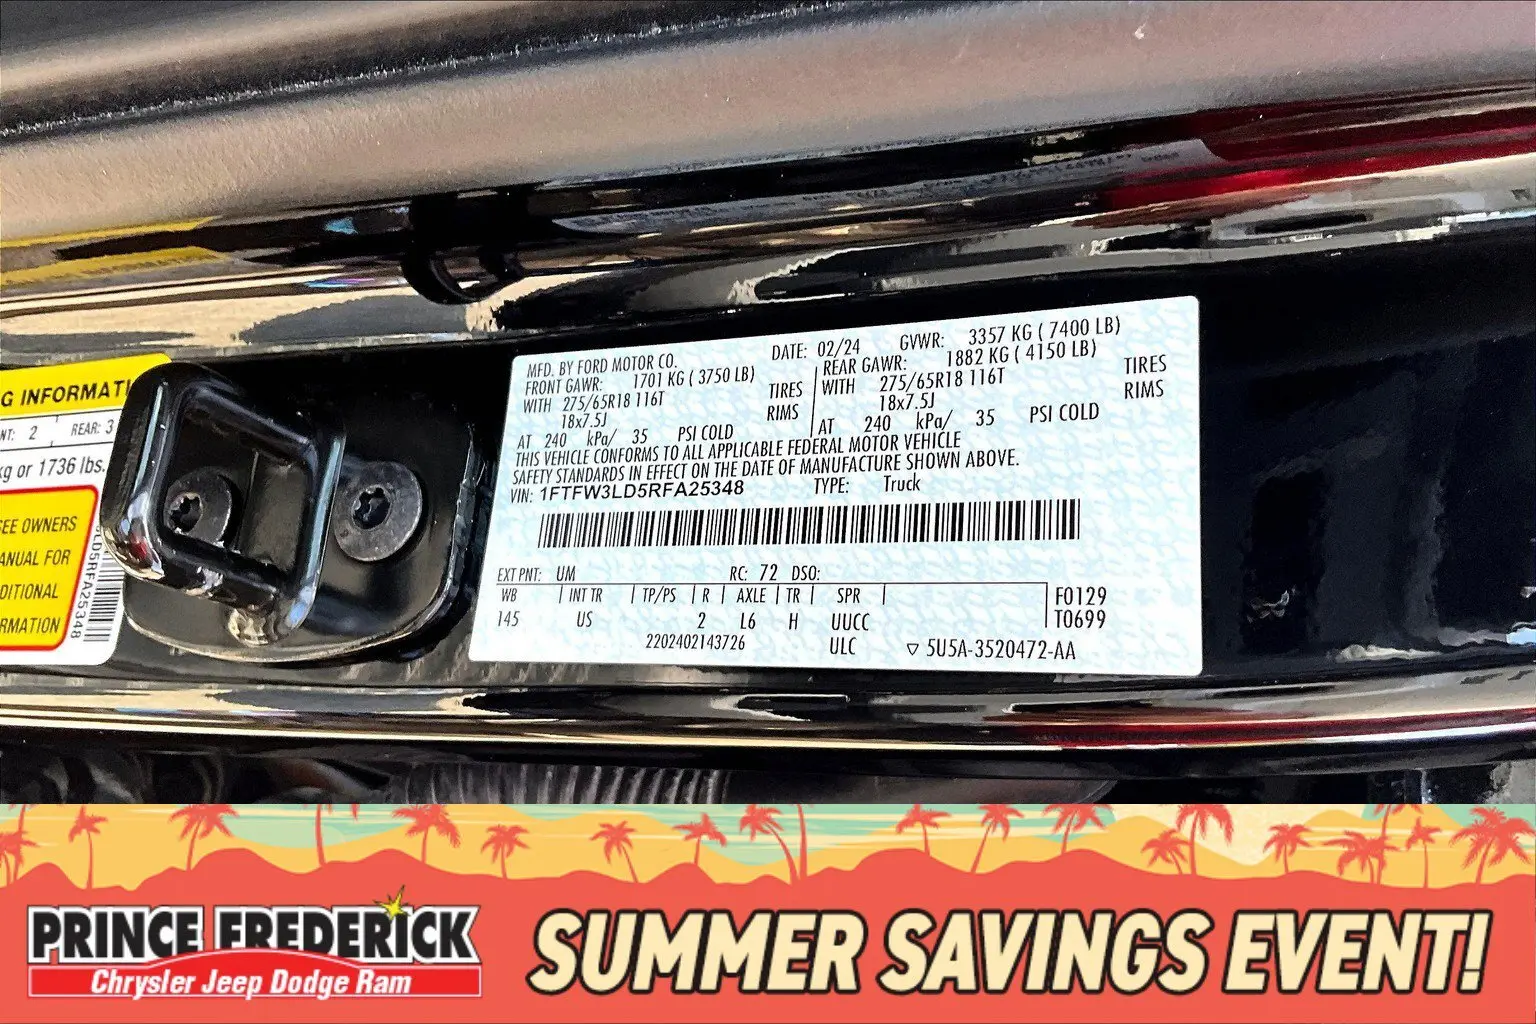 G INFORMATI
NT: 2 REAR: 3
kg or 1736 lbs.
SEE OWNERS
ANUAL FOR
DITIONAL
RMATION
LD5RFA25348
MFD. BY FORD MOTOR CO. DATE: 02/24 GVWR: 3357 KG ( 7400 LB)
FRONT GAWR: 1701 KG ( 3750 LB) REAR GAWR: 1882 KG ( 4150 LB)
WITH 275/65R18 116T TIRES WITH 275/65R18 116T TIRES
18x7.5J RIMS 18x7.5J RIMS
AT 240 kPa/ 35 PSI COLD AT 240 kPa/ 35 PSI COLD
THIS VEHICLE CONFORMS TO ALL APPLICABLE FEDERAL MOTOR VEHICLE
SAFETY STANDARDS IN EFFECT ON THE DATE OF MANUFACTURE SHOWN ABOVE.
VIN: 1FTFW3LD5RFA25348 TYPE: Truck
EXT PNT: UM RC: 72 DSO:
WB INT TR TP/PS R AXLE TR SPR F0129
145 US 2 L6 H UUCC T0699
2202402143726 ULC ▽ 5U5A-3520472-AA
PRINCE FREDERICK
Chrysler Jeep Dodge Ram
SUMMER SAVINGS EVENT!